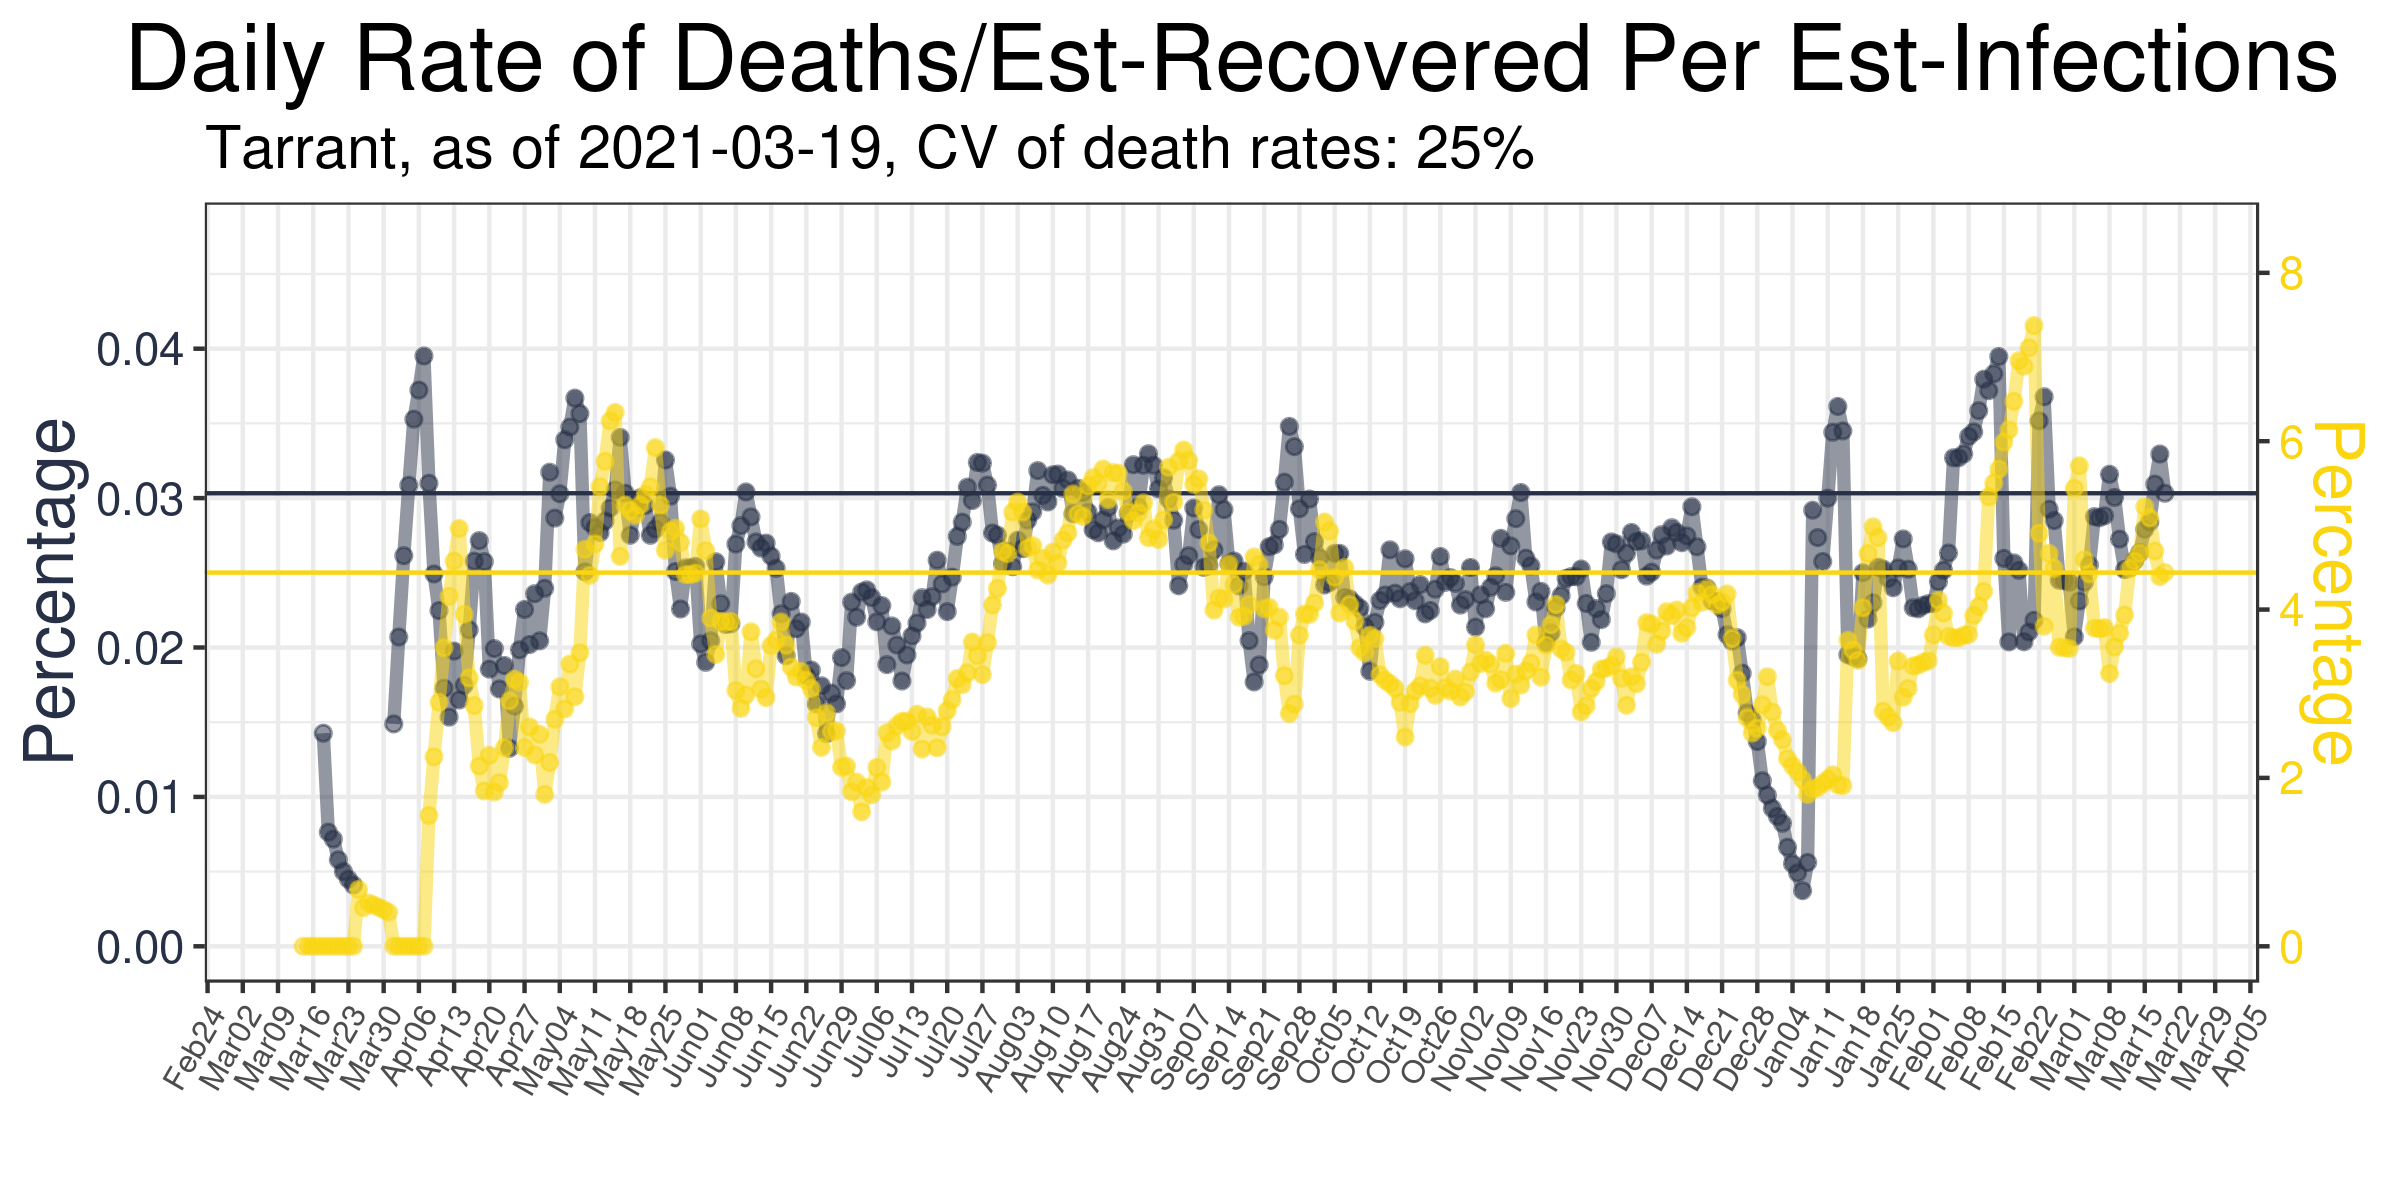 Daily Rate of Deaths/Est-Recovered Per Est-Infections
Tarrant, as of 2021-03-19, CV of death rates: 25%
Percentage
0.04
0.03
0.02
0.01
0.00
8
6
4
2
0
Percentage
Feb24
Mar02
Mar09
Mar16
Mar23
Mar30
Apr06
Apr13
Apr20
Apr27
May04
May11
May18
May25
Jun01
Jun08
Jun15
Jun22
Jun29
Jul06
Jul13
Jul20
Jul27
Aug03
Aug10
Aug17
Aug24
Aug31
Sep07
Sep14
Sep21
Sep28
Oct05
Oct12
Oct19
Oct26
Nov02
Nov09
Nov16
Nov23
Nov30
Dec07
Dec14
Dec21
Dec28
Jan04
Jan11
Jan18
Jan25
Feb01
Feb08
Feb15
Feb22
Mar01
Mar08
Mar15
Mar22
Mar29
Apr05